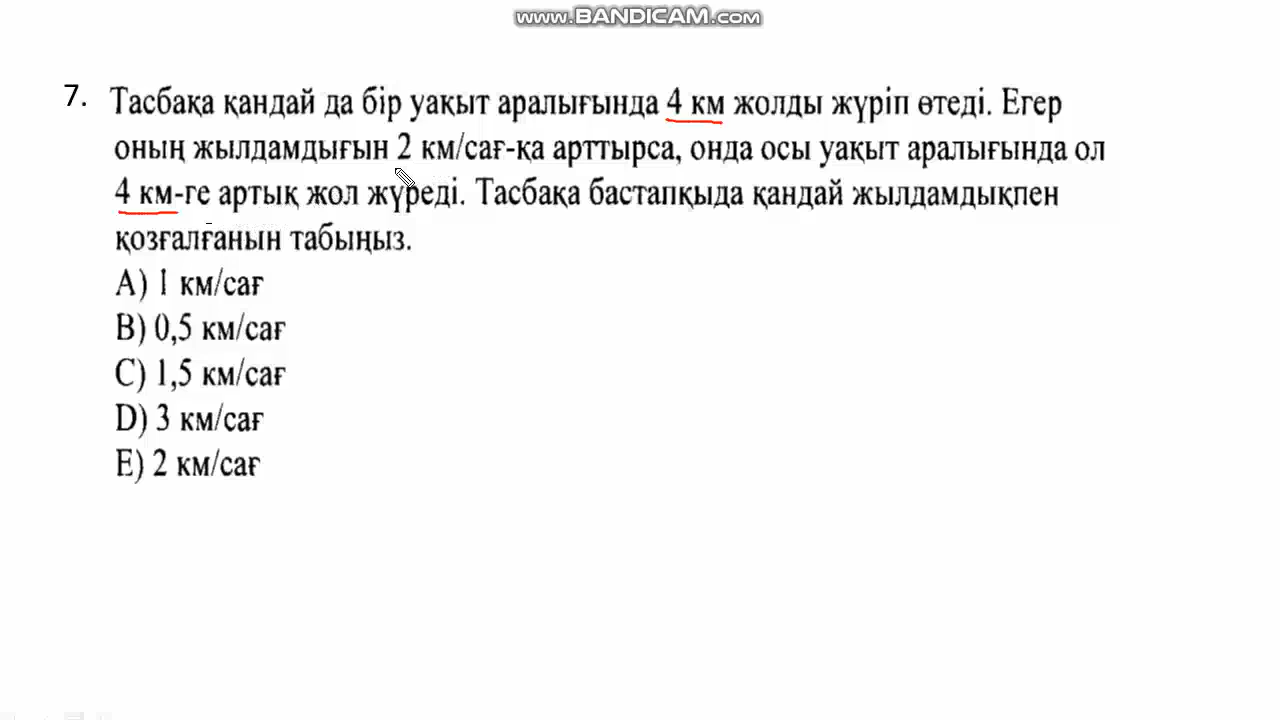 www.BANDICAM.com
7. Тасбақа қандай да бір уақыт аралығында 4 км жолды жүріп өтеді. Егер
оның жылдамдығын 2 км/сағ-қа арттырса, онда осы уақыт аралығында ол
4 км-ге артық жол жүреді. Тасбақа бастапқыда қандай жылдамдықпен
қозғалғанын табыңыз.
A) 1 км/сағ
B) 0,5 км/сағ
C) 1,5 км/сағ
D) 3 км/сағ
E) 2 км/сағ